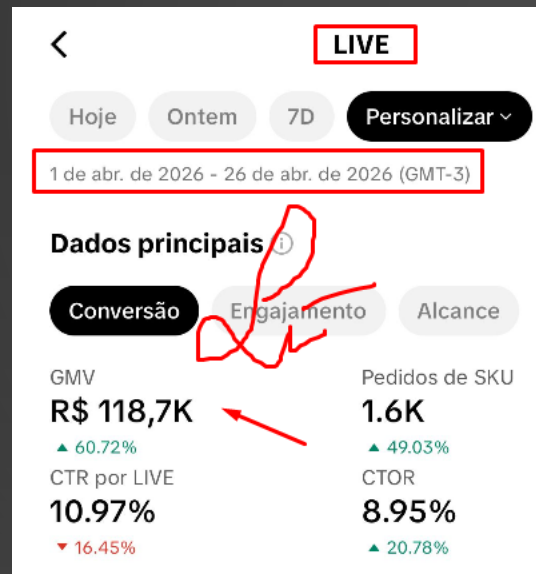 LIVE
Hoje Ontem 7D Personalizar
1 de abr. de 2026 - 26 de abr. de 2026 (GMT-3)
Dados principais
Conversão Engajamento Alcance
GMV Pedidos de SKU
R$ 118,7K 1.6K
60.72% 49.03%
CTR por LIVE CTOR
10.97% 8.95%
16.45% 20.78%